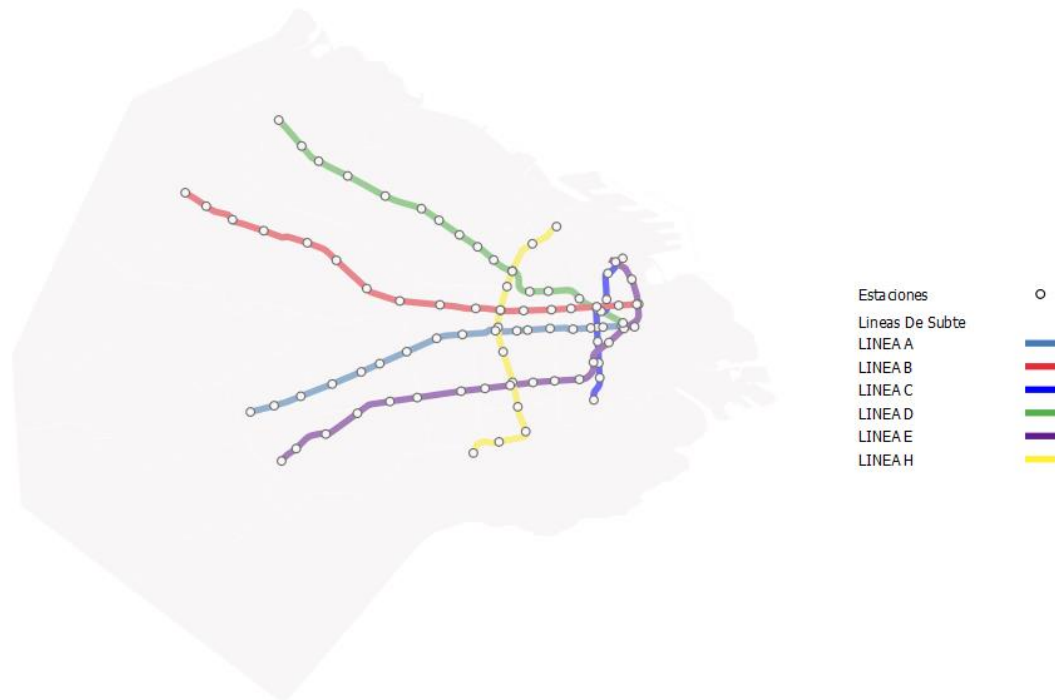 Estaciones
Lineas De Subte
LINEA A
LINEA B
LINEA C
LINEA D
LINEA E
LINEA H